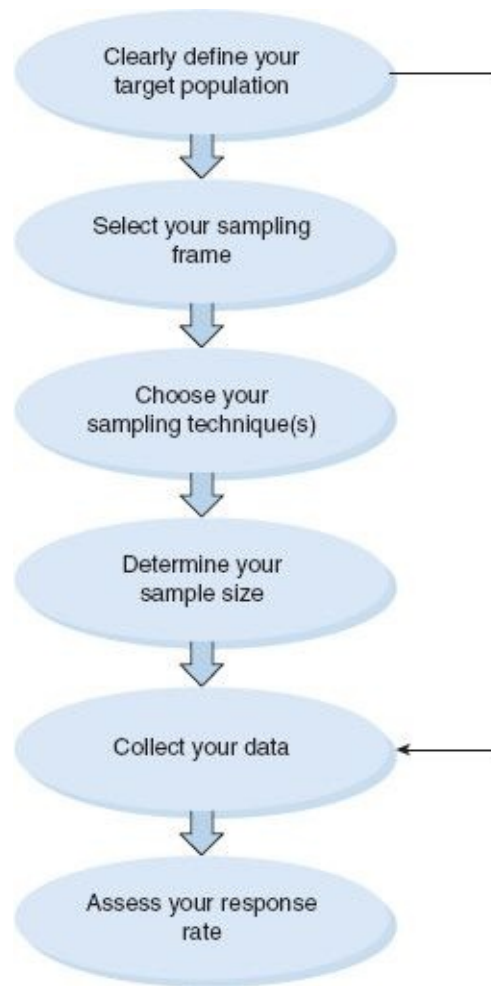 Clearly define your
target population
Select your sampling
frame
Choose your
sampling technique(s)
Determine your
sample size
Collect your data
Assess your response
rate